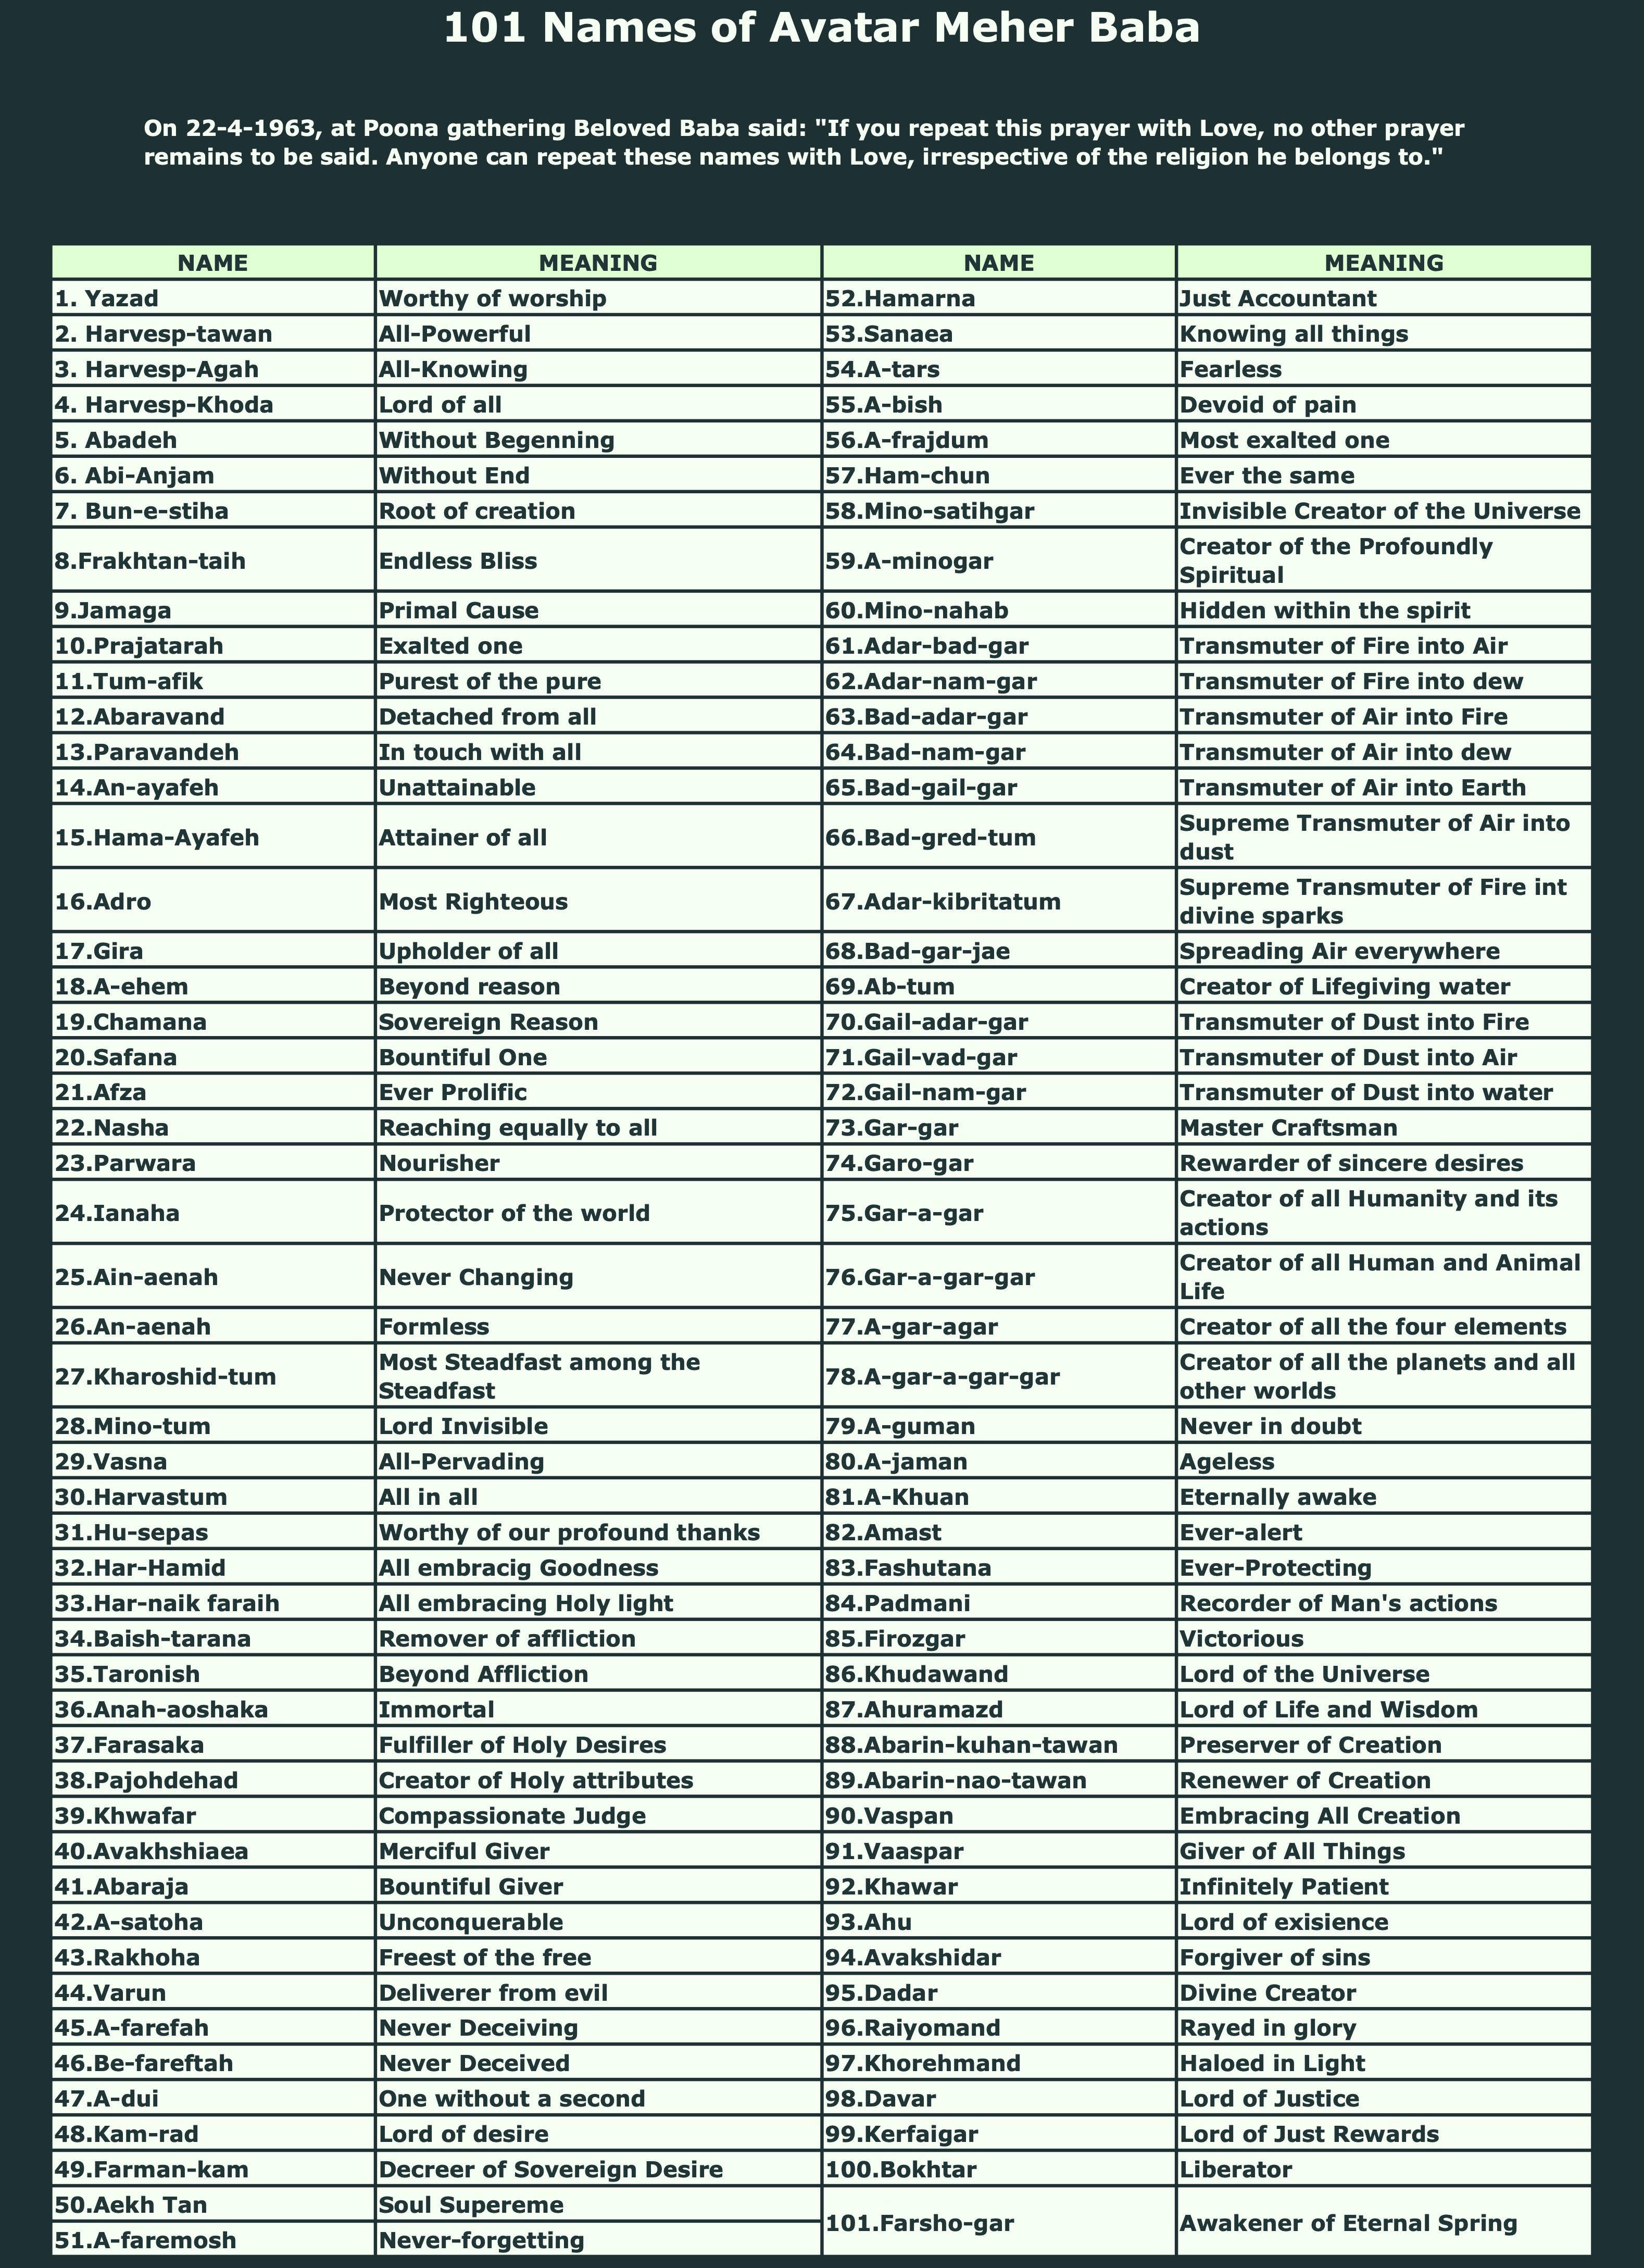 101 Names of Avatar Meher Baba
On 22-4-1963, at Poona gathering Beloved Baba said: "If you repeat this prayer with Love, no other prayer
remains to be said. Anyone can repeat these names with Love, irrespective of the religion he belongs to."
NAME MEANING NAME MEANING
1. Yazad Worthy of worship 52.Hamarna Just Accountant
2. Harvesp-tawan All-Powerful 53.Sanaea Knowing all things
3. Harvesp-Agah All-Knowing 54.A-tars Fearless
4. Harvesp-Khoda Lord of all 55.A-bish Devoid of pain
5. Abadeh Without Begenning 56.A-frajdum Most exalted one
6. Abi-Anjam Without End 57.Ham-chun Ever the same
7. Bun-e-stiha Root of creation 58.Mino-satihgar Invisible Creator of the Universe
8.Frakhtan-taih Endless Bliss 59.A-minogar Creator of the Profoundly
Spiritual
9.Jamaga Primal Cause 60.Mino-nahab Hidden within the spirit
10.Prajatarah Exalted one 61.Adar-bad-gar Transmuter of Fire into Air
11.Tum-afik Purest of the pure 62.Adar-nam-gar Transmuter of Fire into dew
12.Abaravand Detached from all 63.Bad-adar-gar Transmuter of Air into Fire
13.Paravandeh In touch with all 64.Bad-nam-gar Transmuter of Air into dew
14.An-ayafeh Unattainable 65.Bad-gail-gar Transmuter of Air into Earth
15.Hama-Ayafeh Attainer of all 66.Bad-gred-tum Supreme Transmuter of Air into
dust
16.Adro Most Righteous 67.Adar-kibritatum Supreme Transmuter of Fire int
divine sparks
17.Gira Upholder of all 68.Bad-gar-jae Spreading Air everywhere
18.A-ehem Beyond reason 69.Ab-tum Creator of Lifegiving water
19.Chamana Sovereign Reason 70.Gail-adar-gar Transmuter of Dust into Fire
20.Safana Bountiful One 71.Gail-vad-gar Transmuter of Dust into Air
21.Afza Ever Prolific 72.Gail-nam-gar Transmuter of Dust into water
22.Nasha Reaching equally to all 73.Gar-gar Master Craftsman
23.Parwara Nourisher 74.Garo-gar Rewarder of sincere desires
24.Ianaha Protector of the world 75.Gar-a-gar Creator of all Humanity and its
actions
25.Ain-aenah Never Changing 76.Gar-a-gar-gar Creator of all Human and Animal
Life
26.An-aenah Formless 77.A-gar-agar Creator of all the four elements
27.Kharoshid-tum Most Steadfast among the
Steadfast 78.A-gar-a-gar-gar Creator of all the planets and all
other worlds
28.Mino-tum Lord Invisible 79.A-guman Never in doubt
29.Vasna All-Pervading 80.A-jaman Ageless
30.Harvastum All in all 81.A-Khuan Eternally awake
31.Hu-sepas Worthy of our profound thanks 82.Amast Ever-alert
32.Har-Hamid All embracig Goodness 83.Fashutana Ever-Protecting
33.Har-naik faraih All embracing Holy light 84.Padmani Recorder of Man's actions
34.Baish-tarana Remover of affliction 85.Firozgar Victorious
35.Taronish Beyond Affliction 86.Khudawand Lord of the Universe
36.Anah-aoshaka Immortal 87.Ahuramazd Lord of Life and Wisdom
37.Farasaka Fulfiller of Holy Desires 88.Abarin-kuhan-tawan Preserver of Creation
38.Pajohdehad Creator of Holy attributes 89.Abarin-nao-tawan Renewer of Creation
39.Khwafar Compassionate Judge 90.Vaspan Embracing All Creation
40.Avakhshiaea Merciful Giver 91.Vaaspar Giver of All Things
41.Abaraja Bountiful Giver 92.Khawar Infinitely Patient
42.A-satoha Unconquerable 93.Ahu Lord of exisience
43.Rakhoha Freest of the free 94.Avakshidar Forgiver of sins
44.Varun Deliverer from evil 95.Dadar Divine Creator
45.A-farefah Never Deceiving 96.Raiyomand Rayed in glory
46.Be-fareftah Never Deceived 97.Khorehmand Haloed in Light
47.A-dui One without a second 98.Davar Lord of Justice
48.Kam-rad Lord of desire 99.Kerfaigar Lord of Just Rewards
49.Farman-kam Decreer of Sovereign Desire 100.Bokhtar Liberator
50.Aekh Tan Soul Supereme 101.Farsho-gar Awakener of Eternal Spring
51.A-faremosh Never-forgetting